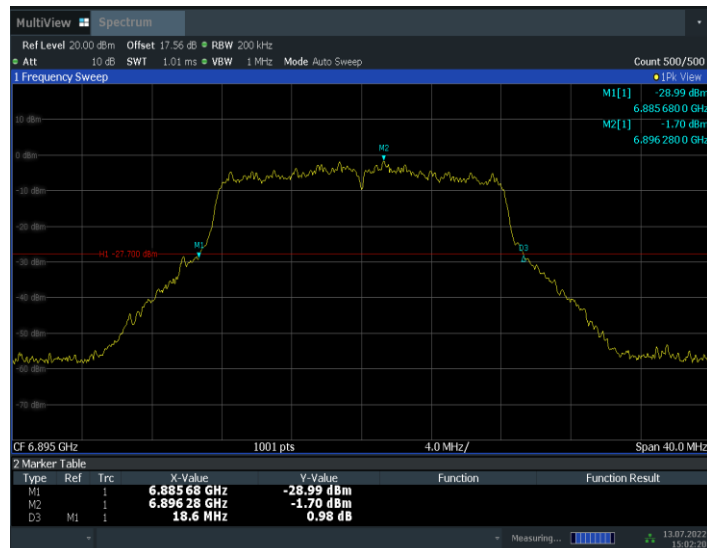 MultiView Spectrum
Ref Level 20.00 dBm Offset 17.56 dB RBW 200 kHz
Att 10 dB SWT 1.01 ms VBW 1 MHz Mode Auto Sweep Count 500/500
1 Frequency Sweep 1Pk View
M1[1] -28.99 dBm
6.885 680 0 GHz
10 dBm M2[1] -1.70 dBm
6.896 280 0 GHz
M2
0 dBm
-10 dBm
-20 dBm
M1 D3
H1 -27.700 dBm
-30 dBm
-40 dBm
-50 dBm
-60 dBm
-70 dBm
CF 6.895 GHz 1001 pts 4.0 MHz/ Span 40.0 MHz
2 Marker Table
Type Ref Trc X-Value Y-Value Function Function Result
M1 1 6.885 68 GHz -28.99 dBm
M2 1 6.896 28 GHz -1.70 dBm
D3 M1 1 18.6 MHz 0.98 dB
Measuring... 13.07.2022
15:02:20